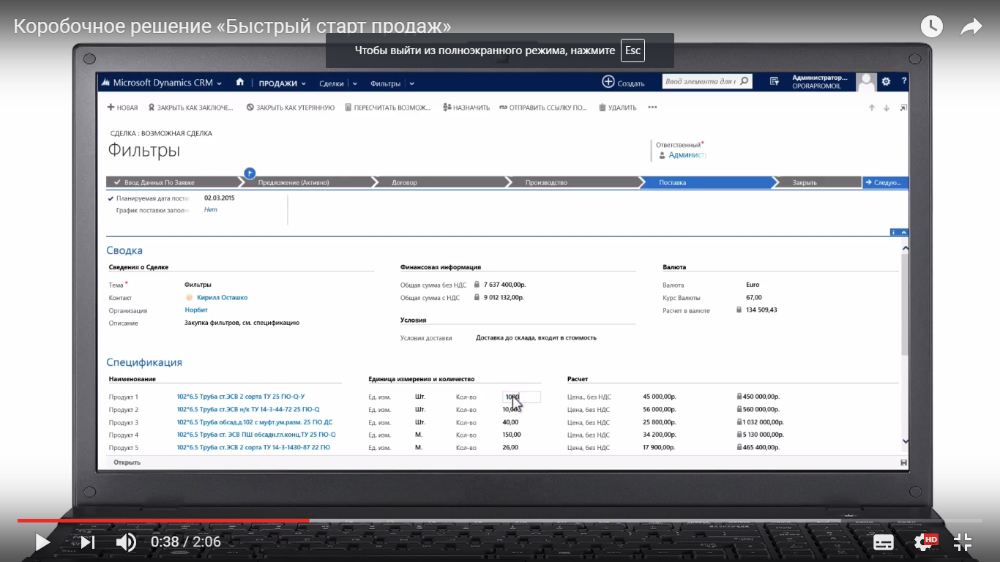 Коробочное решение «Быстрый старт продаж»
Чтобы выйти из полноэкранного режима, нажмите Esc
Microsoft Dynamics CRM ПРОДАЖИ Сделки Фильтры Создать Ввод элемента для Администратор... ?
OPORAPROMOIL
НОВАЯ ЗАКРЫТЬ КАК ЗАКЛЮЧЕ... ЗАКРЫТЬ КАК УТЕРЯННУЮ ПЕРЕСЧИТАТЬ ВОЗМОЖ... НАЗНАЧИТЬ ОТПРАВИТЬ ССЫЛКУ ПО... УДАЛИТЬ •••
СДЕЛКА : ВОЗМОЖНАЯ СДЕЛКА
Фильтры
Ответственный*
Админист
Ввод Данных По Заявке Предложение (Активно) Договор Производство Поставка Закрыть Следую...
Планируемая дата поста 02.03.2015
График поставки заполн Нет
Сводка
Сведения о Сделке Финансовая информация Валюта
Тема* Фильтры Общая сумма без НДС 7 637 400,00р. Валюта Euro
Контакт Кирилл Осташко Общая сумма с НДС 9 012 132,00р. Курс Валюты 67,00
Организация Норбит Расчет в валюте 134 509,43
Описание Закупка фильтров, см. спецификацию Условия
Условия доставки Доставка до склада, входит в стоимость
Спецификация
Наименование Единица измерения и количество Расчет
Продукт 1 102*6.5 Труба ст.ЭСВ 2 сорта ТУ 25 ГЮ-Q-У Ед. изм. Шт. Кол-во Цена,. без НДС 45 000,00р. 450 000,00р.
Продукт 2 102*6.5 Труба ст.ЭСВ н/к ТУ 14-3-44-72 25 ГЮ-Q Ед. изм. Шт. Кол-во 10,00 Цена, без НДС 56 000,00р. 560 000,00р.
Продукт 3 102*6.5 Труба обсад.д.102 с муфт.ум.разм. 25 ГЮ ДС Ед. изм. Шт. Кол-во 40,00 Цена, без НДС 25 800,00р. 1 032 000,00р.
Продукт 4 102*6.5 Труба ст. ЭСВ ПШ обсадн.гл.конц.ТУ 25 ГЮ-Q Ед. изм. М. Кол-во 150,00 Цена, без НДС 34 200,00р. 5 130 000,00р.
Продукт 5 102*6.5 Труба ст.ЭСВ 2 сорта ТУ 14-3-1430-87 22 ГЮ Ед. изм. М. Кол-во 26,00 Цена, без НДС 17 900,00р. 465 400,00р.
Открыть
0:38 / 2:06 HD